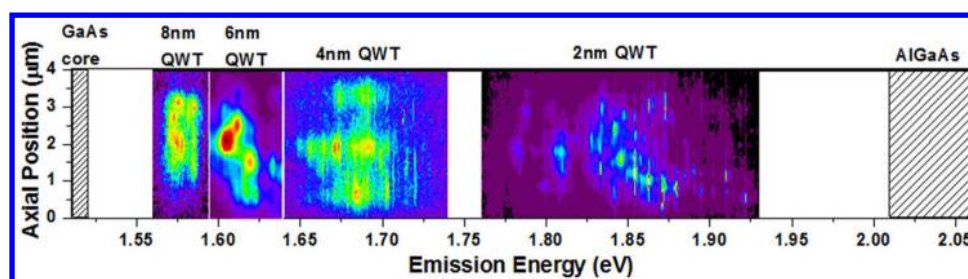 GaAs core
8nm QWT
6nm QWT
4nm QWT
2nm QWT
AlGaAs
Axial Position (μm)
4
3
2
1
0
1.55 1.60 1.65 1.70 1.75 1.80 1.85 1.90 1.95 2.00 2.05
Emission Energy (eV)